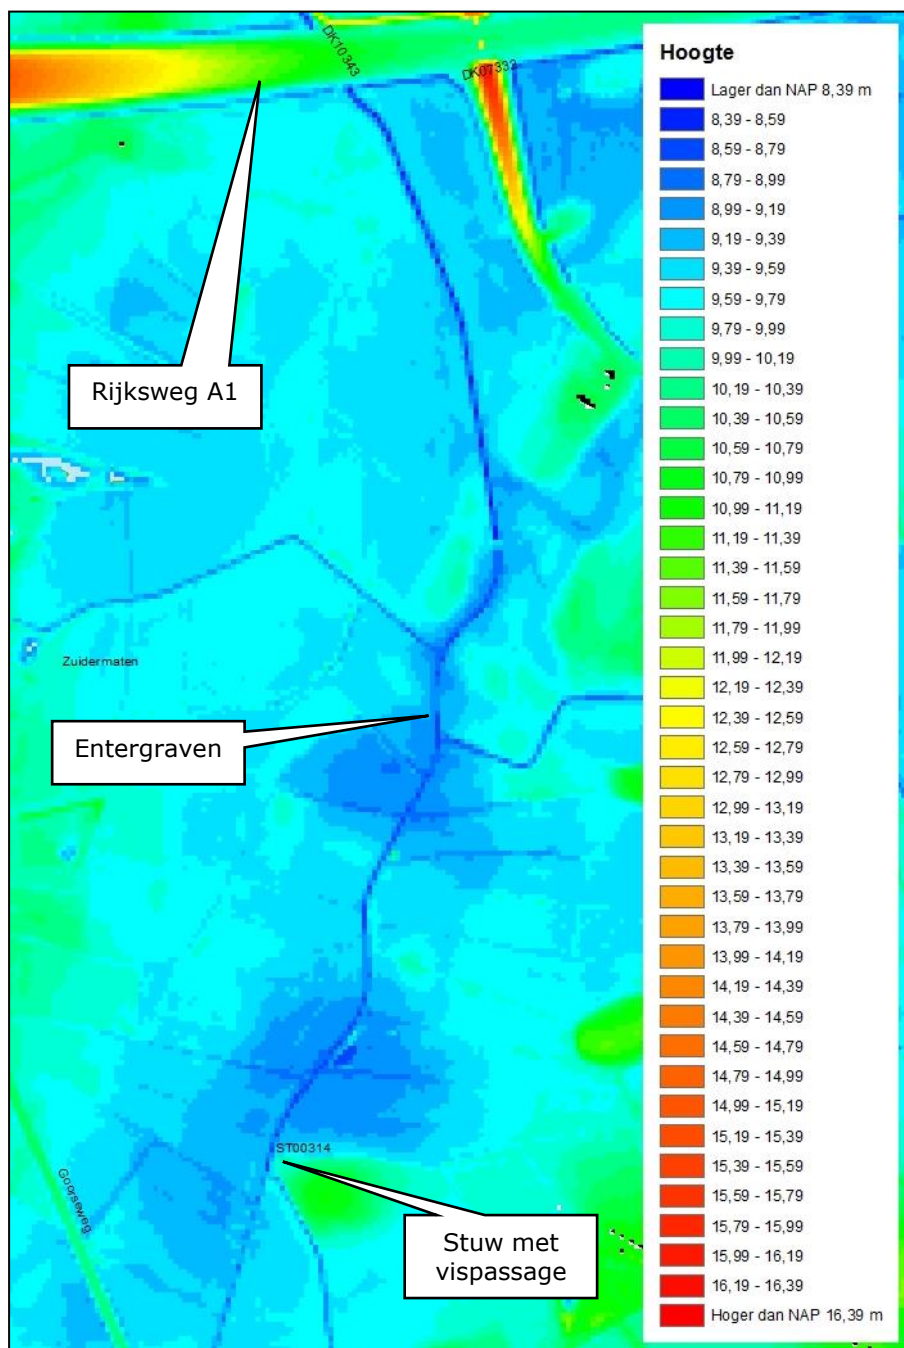 DK10343
DK07332
Rijksweg A1
Zuidermaten
Entergraven
ST00314
Goorseweg
Stuw met
vispassage
Hoogte
Lager dan NAP 8,39 m
8,39 - 8,59
8,59 - 8,79
8,79 - 8,99
8,99 - 9,19
9,19 - 9,39
9,39 - 9,59
9,59 - 9,79
9,79 - 9,99
9,99 - 10,19
10,19 - 10,39
10,39 - 10,59
10,59 - 10,79
10,79 - 10,99
10,99 - 11,19
11,19 - 11,39
11,39 - 11,59
11,59 - 11,79
11,79 - 11,99
11,99 - 12,19
12,19 - 12,39
12,39 - 12,59
12,59 - 12,79
12,79 - 12,99
12,99 - 13,19
13,19 - 13,39
13,39 - 13,59
13,59 - 13,79
13,79 - 13,99
13,99 - 14,19
14,19 - 14,39
14,39 - 14,59
14,59 - 14,79
14,79 - 14,99
14,99 - 15,19
15,19 - 15,39
15,39 - 15,59
15,59 - 15,79
15,79 - 15,99
15,99 - 16,19
16,19 - 16,39
Hoger dan NAP 16,39 m